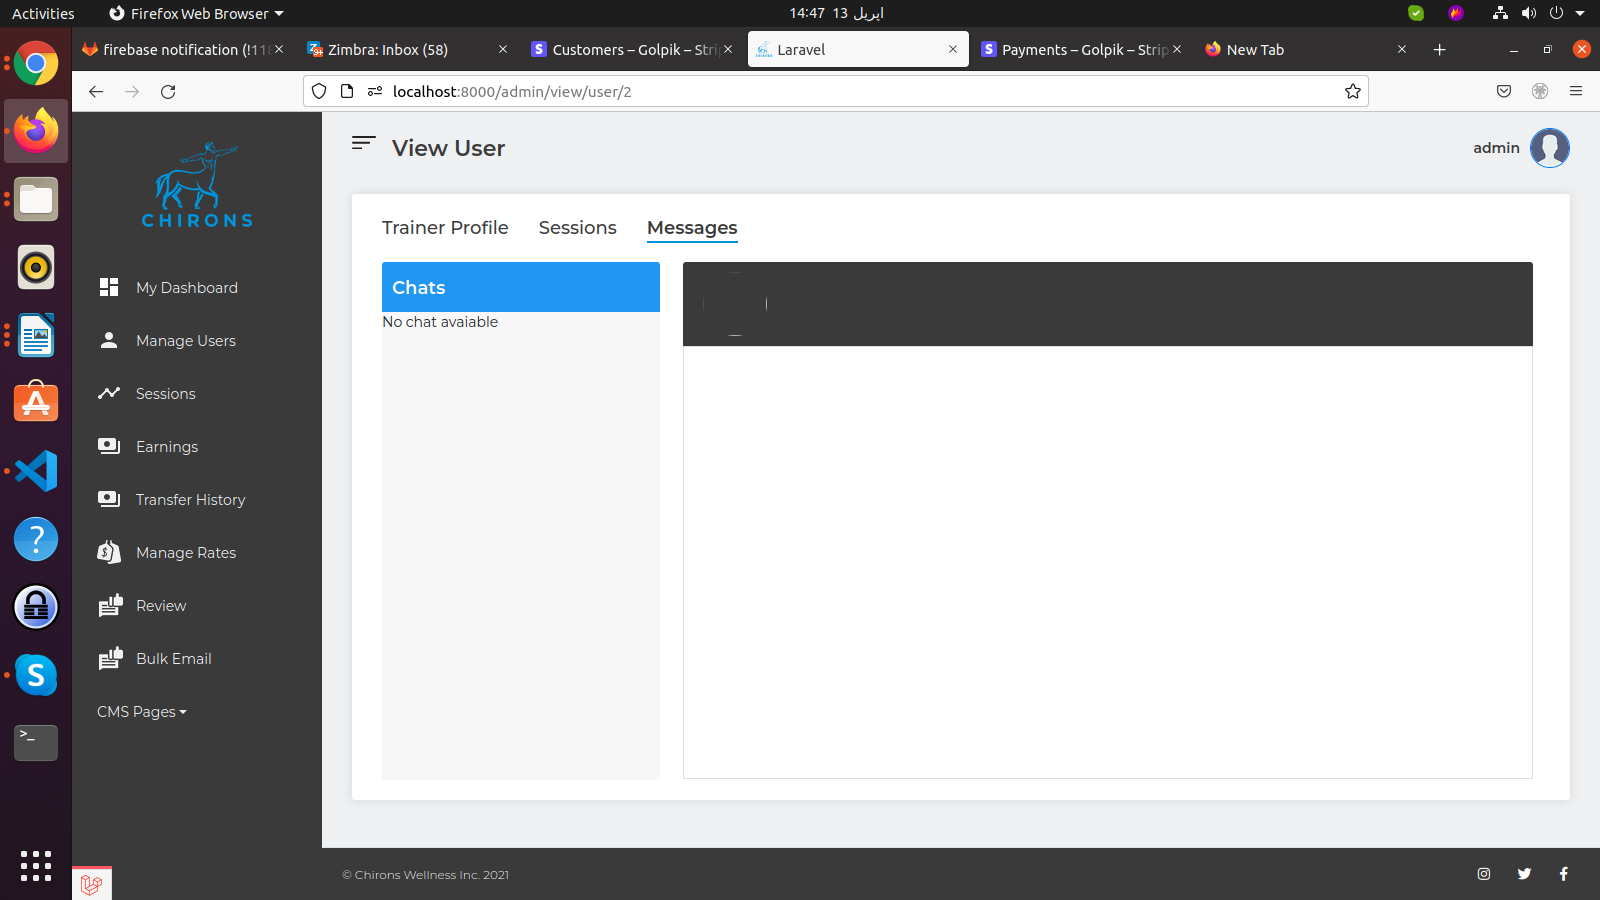 Activities
Firefox Web Browser
14:47 13 اپریل
firebase notification (!118
Zimbra: Inbox (58)
Customers – Golpik – Strip
Laravel
Payments – Golpik – Strip
New Tab
localhost:8000/admin/view/user/2
CHIRONS
View User
admin
Trainer Profile
Sessions
Messages
Chats
No chat avaiable
My Dashboard
Manage Users
Sessions
Earnings
Transfer History
Manage Rates
Review
Bulk Email
CMS Pages
© Chirons Wellness Inc. 2021